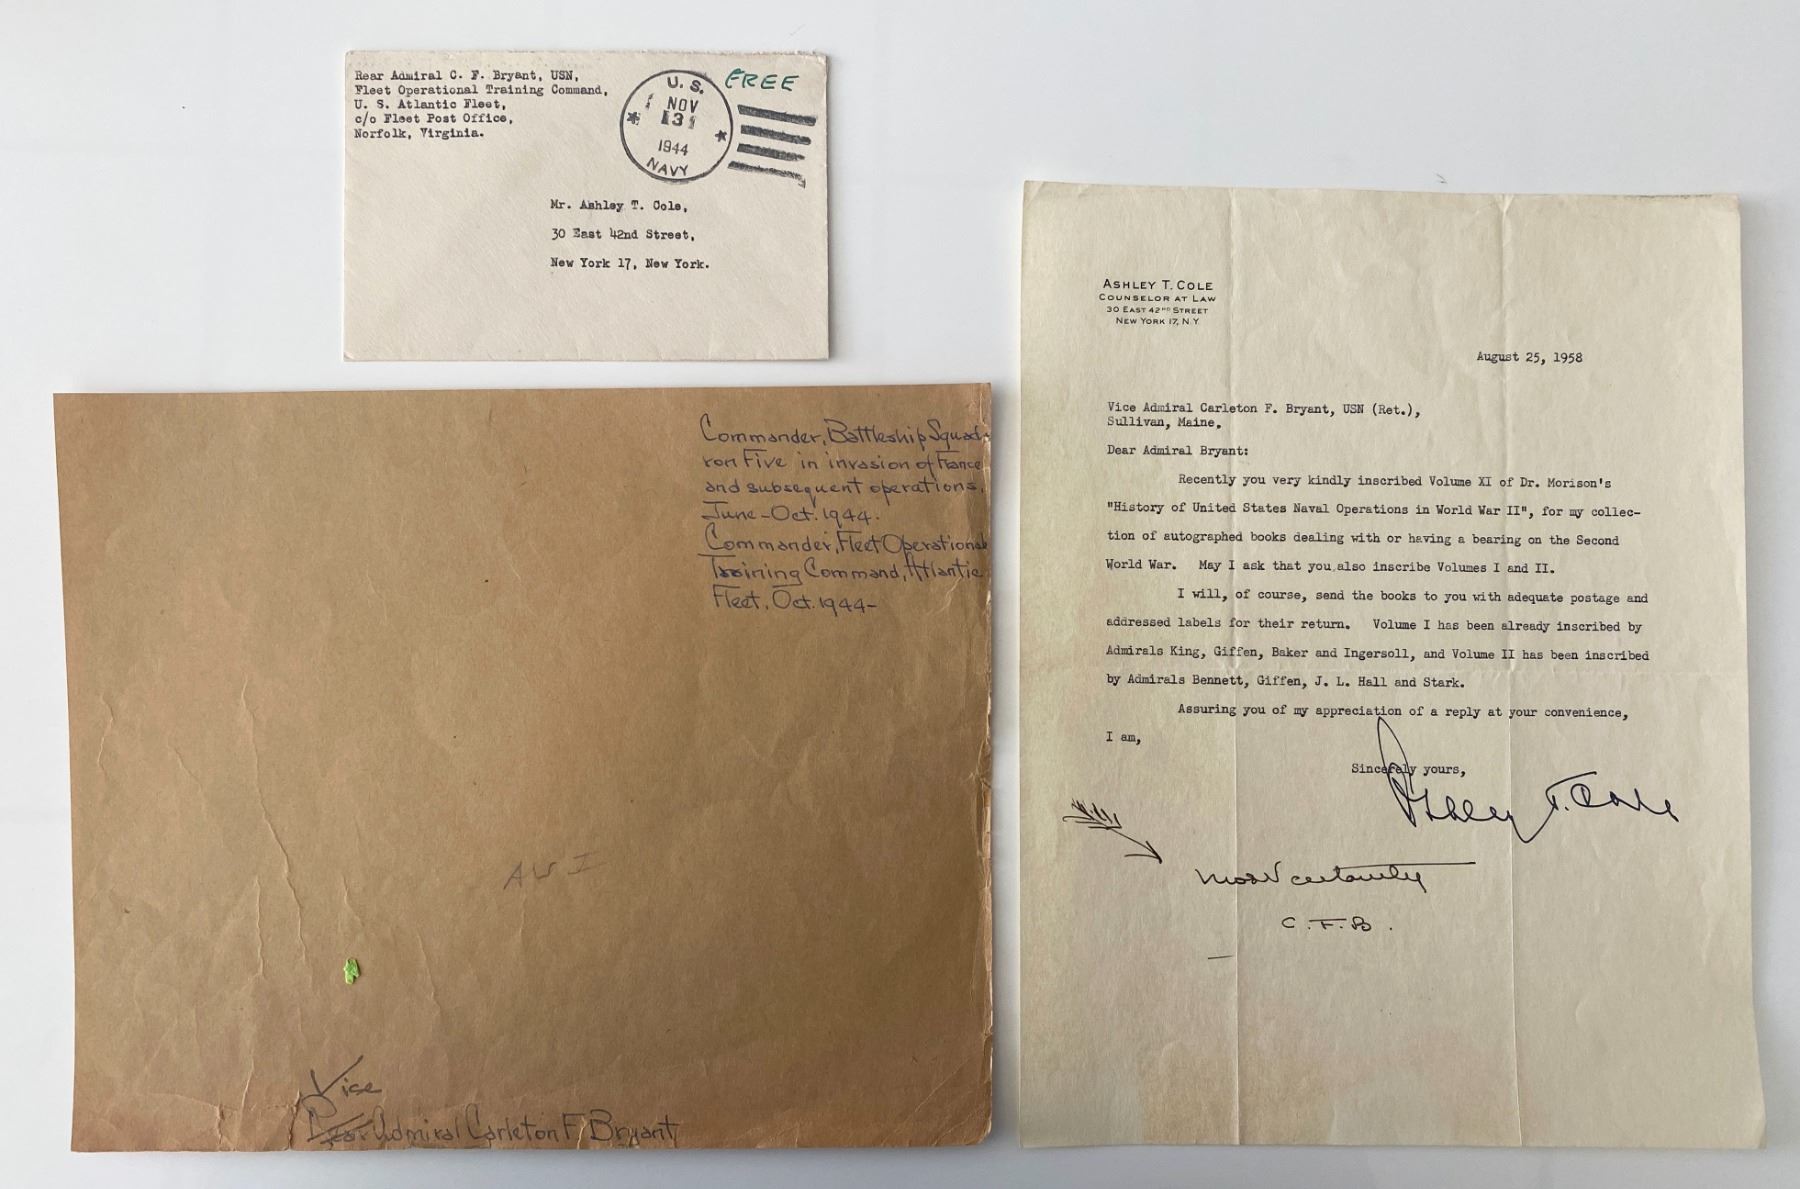 Rear Admiral C. F. Bryant, USN,
Fleet Operational Training Command,
U. S. Atlantic Fleet,
c/o Fleet Post Office,
Norfolk, Virginia.
FREE
U. S.
NOV
1944
NAVY
Mr. Ashley T. Cole,
30 East 42nd Street,
New York 17, New York.
Commander, Battleship Squad-
ron Five in invasion of France
and subsequent operations,
June-Oct. 1944.
Commander, Fleet Operational
Training Command, Atlantic
Fleet, Oct. 1944-
Vice
Rear Admiral Carleton F. Bryant
ASHLEY T. COLE
COUNSELOR AT LAW
30 EAST 42ND STREET
NEW YORK 17, N.Y
August 25, 1958
Vice Admiral Carleton F. Bryant, USN (Ret.),
Sullivan, Maine.
Dear Admiral Bryant:
Recently you very kindly inscribed Volume XI of Dr. Morison's
"History of United States Naval Operations in World War II", for my collec-
tion of autographed books dealing with or having a bearing on the Second
World War. May I ask that you also inscribe Volumes I and II.
I will, of course, send the books to you with adequate postage and
addressed labels for their return. Volume I has been already inscribed by
Admirals King, Giffen, Baker and Ingersoll, and Volume II has been inscribed
by Admirals Bennett, Giffen, J. L. Hall and Stark.
Assuring you of my appreciation of a reply at your convenience,
I am,
Sincerely yours,
Ashley T. Cole
Most certainly
C. F. B.